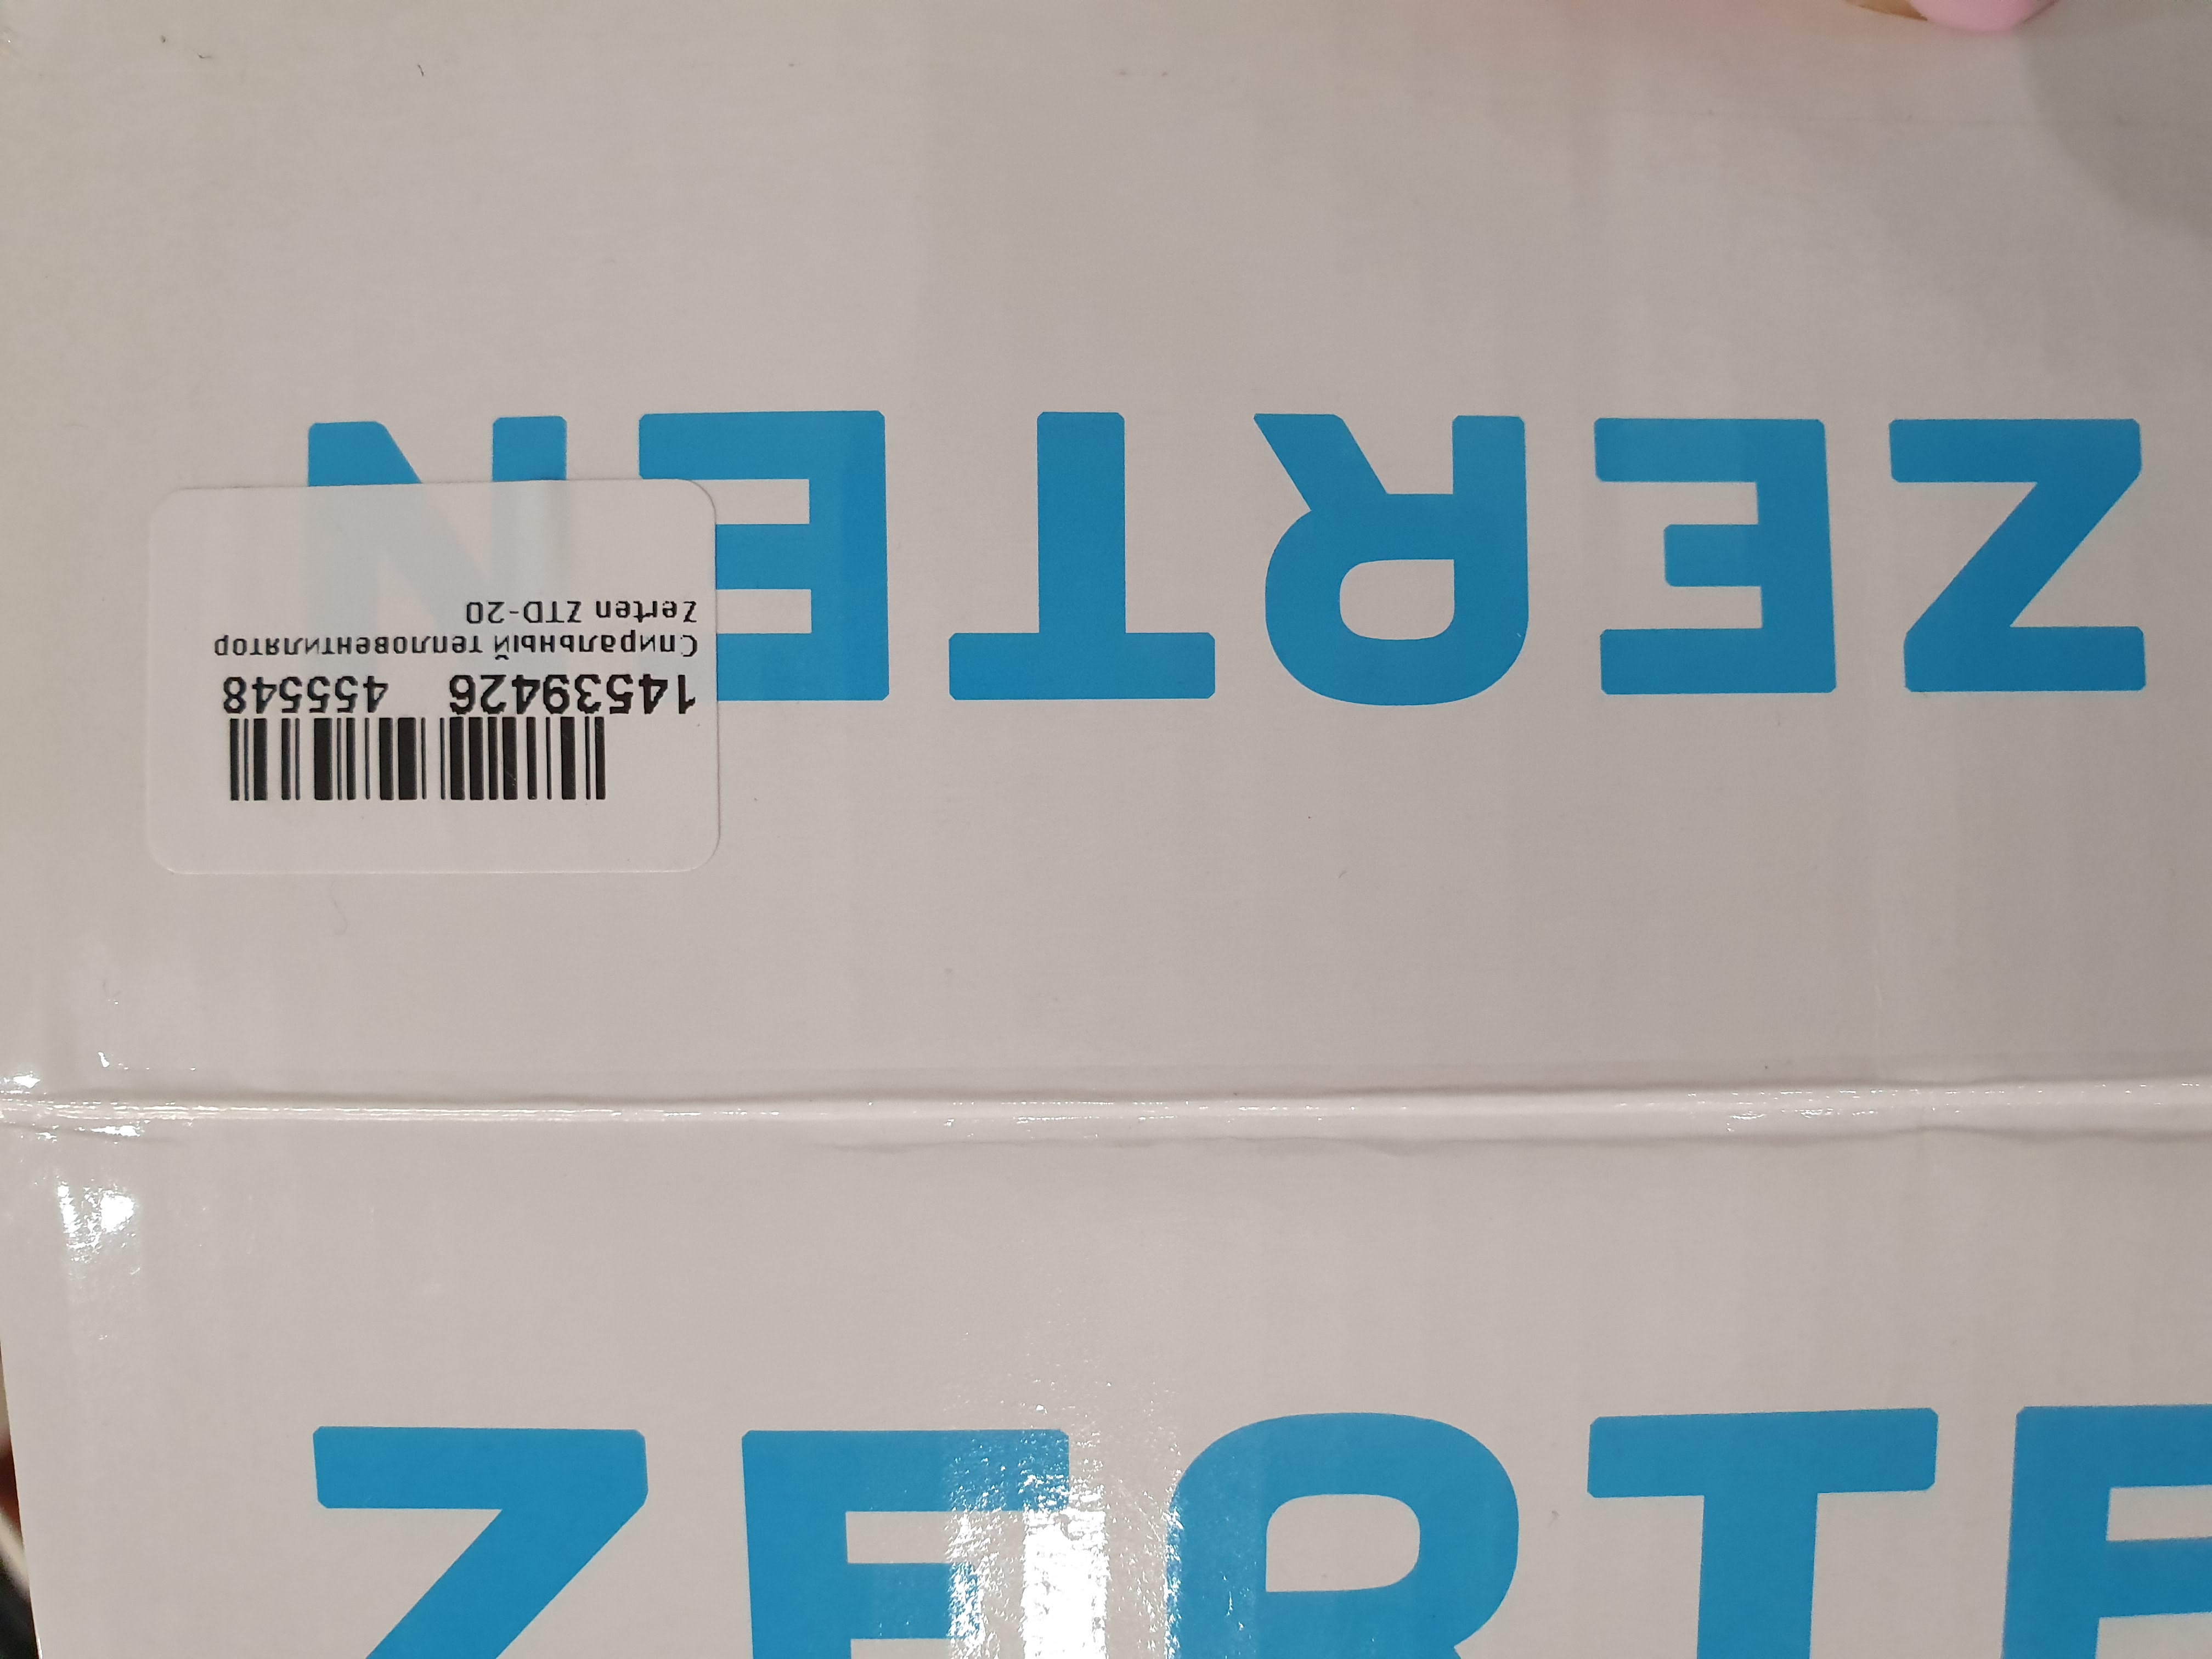 ZERTEN
14539426 455548
Спиральный тепловентилятор
Zerten ZTD-20
ZERTE